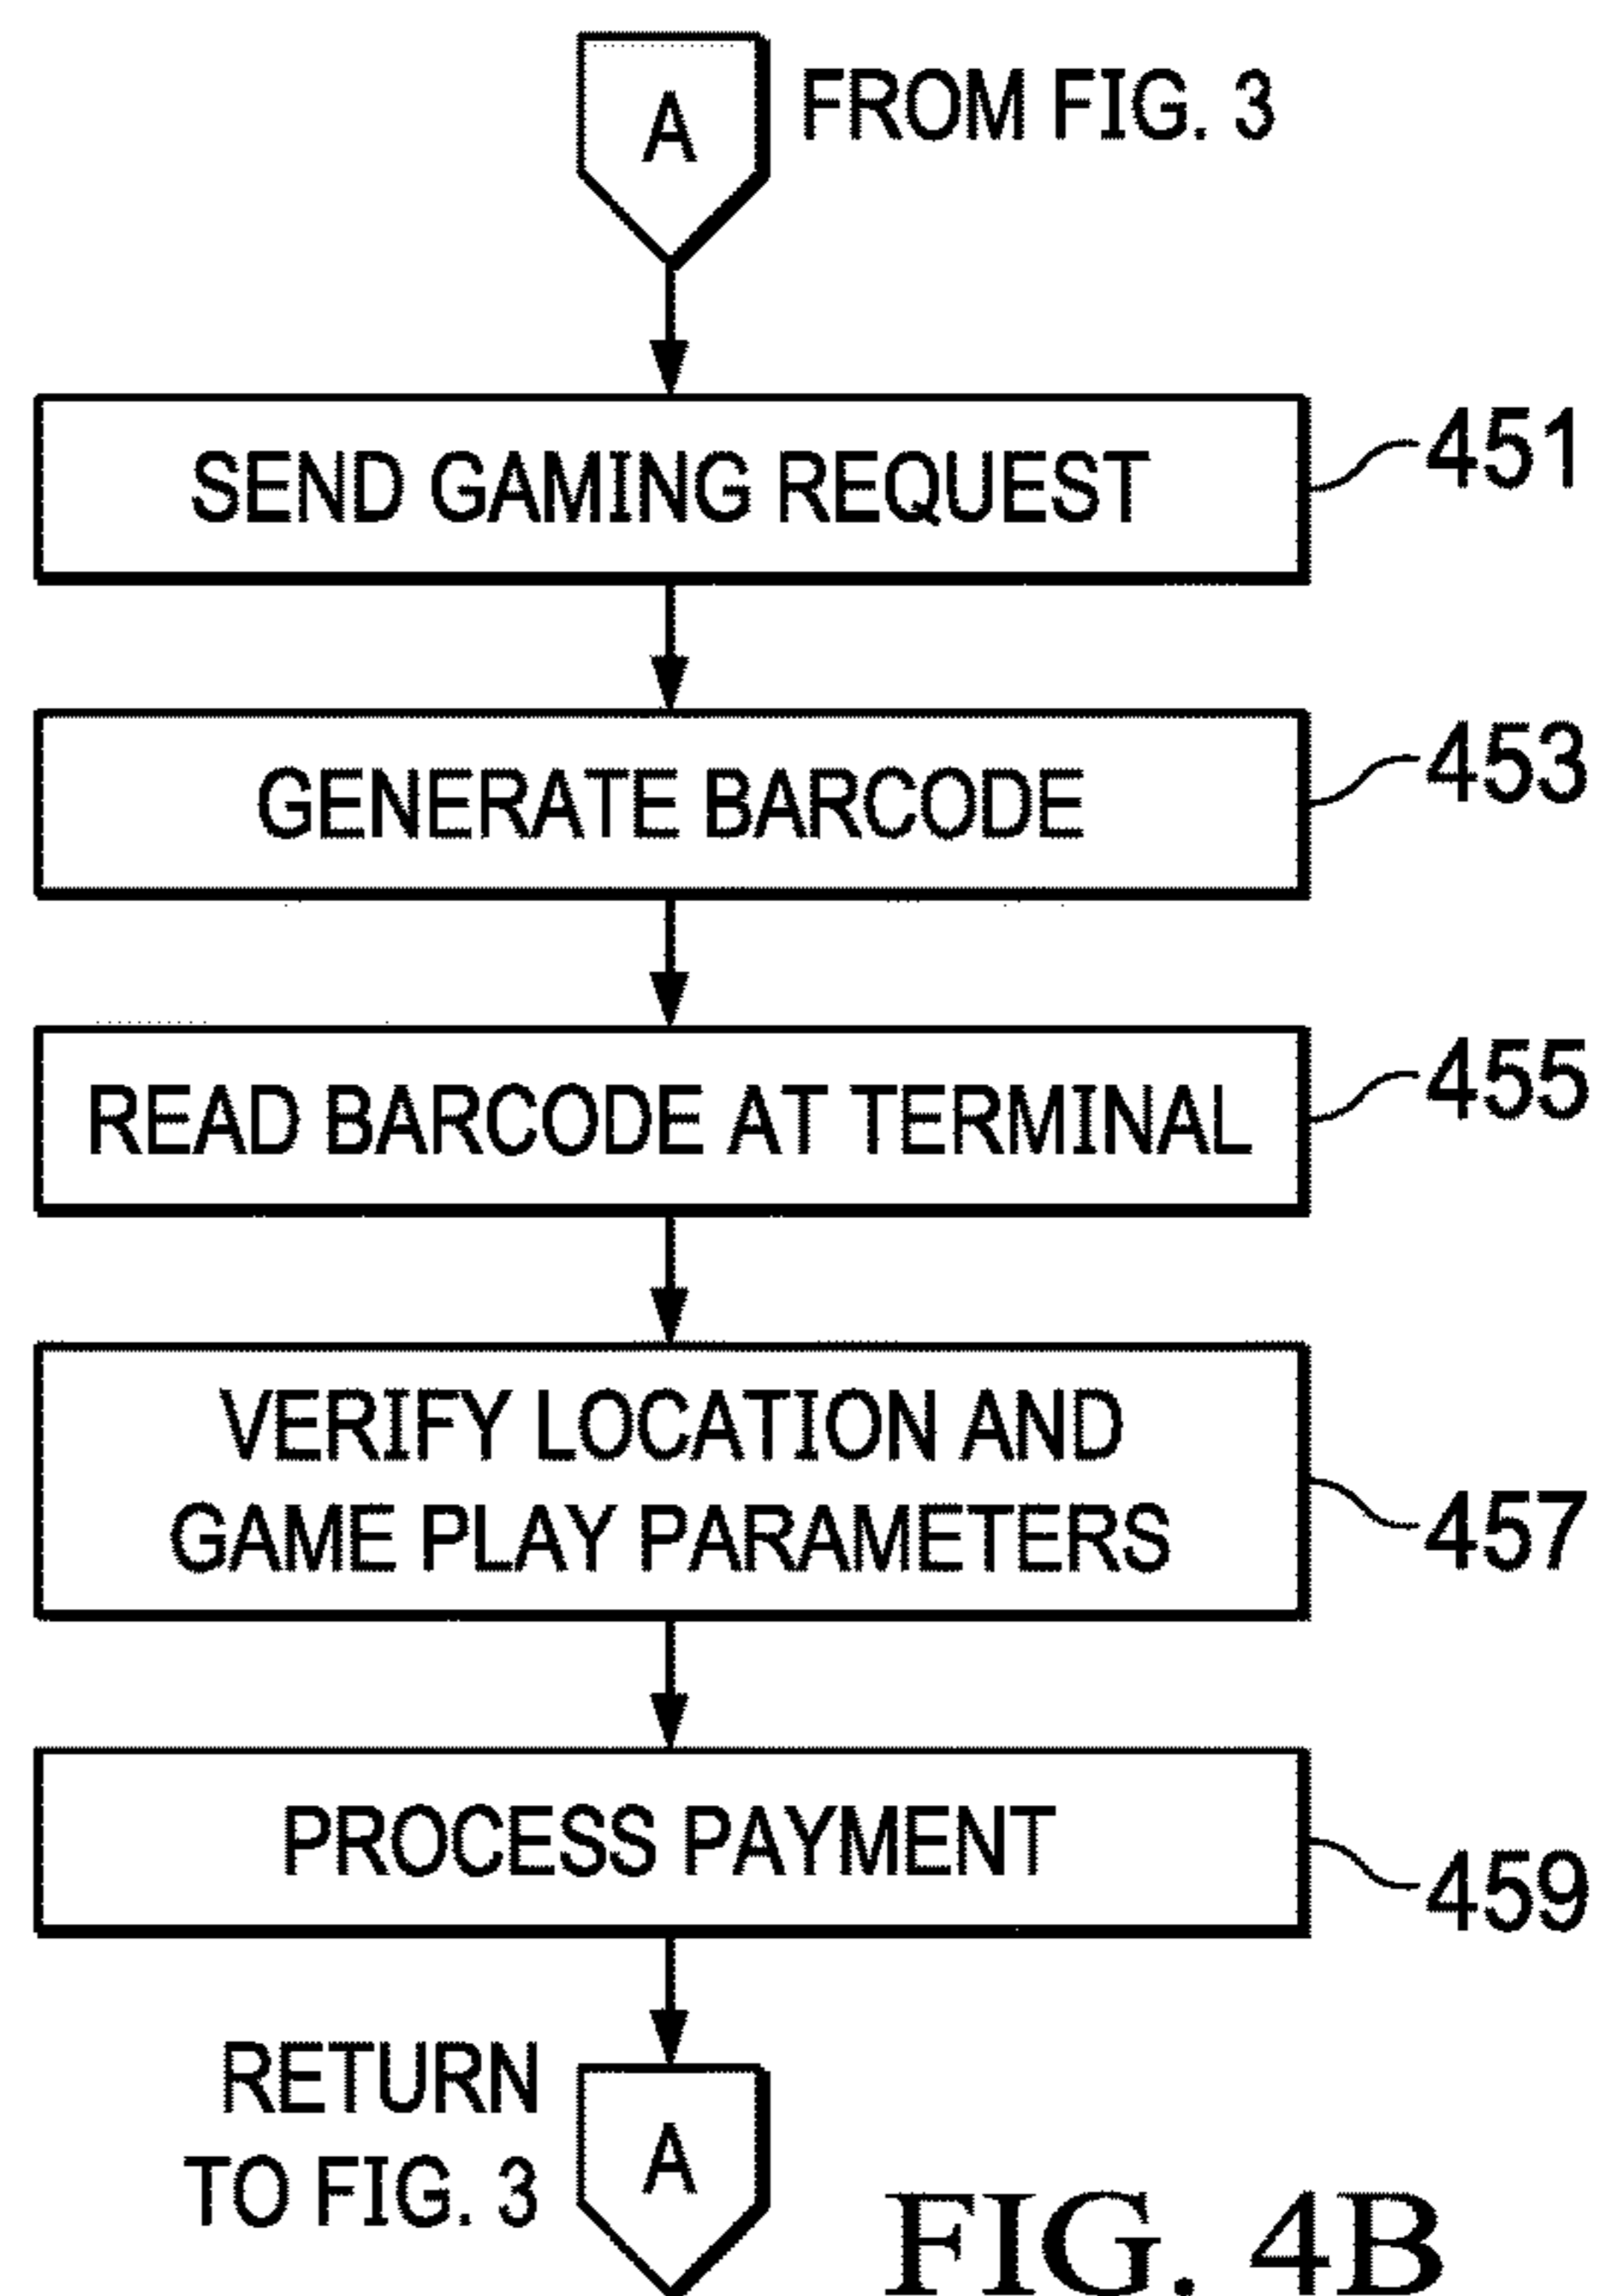 A FROM FIG. 3
SEND GAMING REQUEST 451
GENERATE BARCODE 453
READ BARCODE AT TERMINAL 455
VERIFY LOCATION AND
GAME PLAY PARAMETERS 457
PROCESS PAYMENT 459
RETURN
TO FIG. 3 A
FIG. 4B